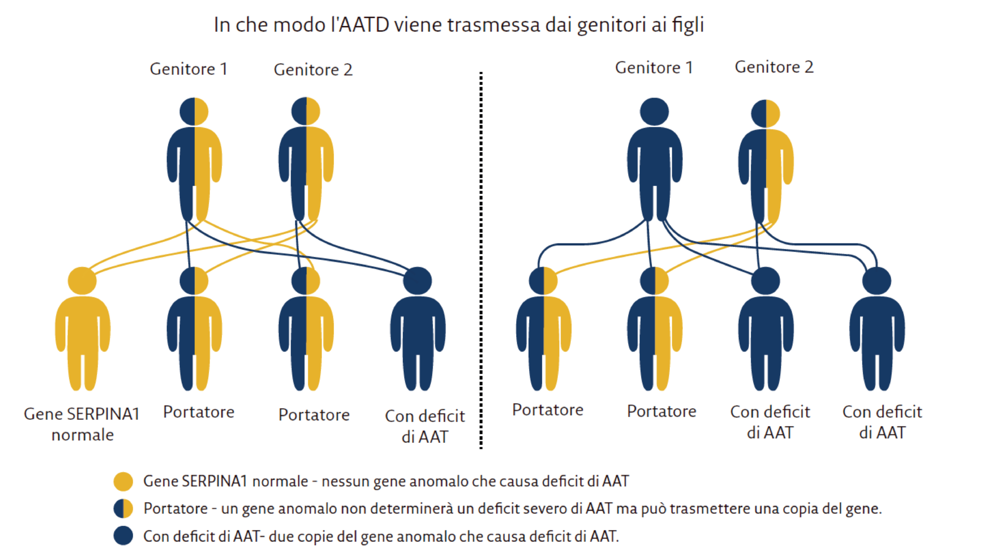 In che modo l'AATD viene trasmessa dai genitori ai figli
Genitore 1
Genitore 2
Gene SERPINA1
normale
Portatore
Portatore
Con deficit
di AAT
Genitore 1
Genitore 2
Portatore
Portatore
Con deficit
di AAT
Con deficit
di AAT
Gene SERPINA1 normale - nessun gene anomalo che causa deficit di AAT
Portatore - un gene anomalo non determinerà un deficit severo di AAT ma può trasmettere una copia del gene.
Con deficit di AAT- due copie del gene anomalo che causa deficit di AAT.